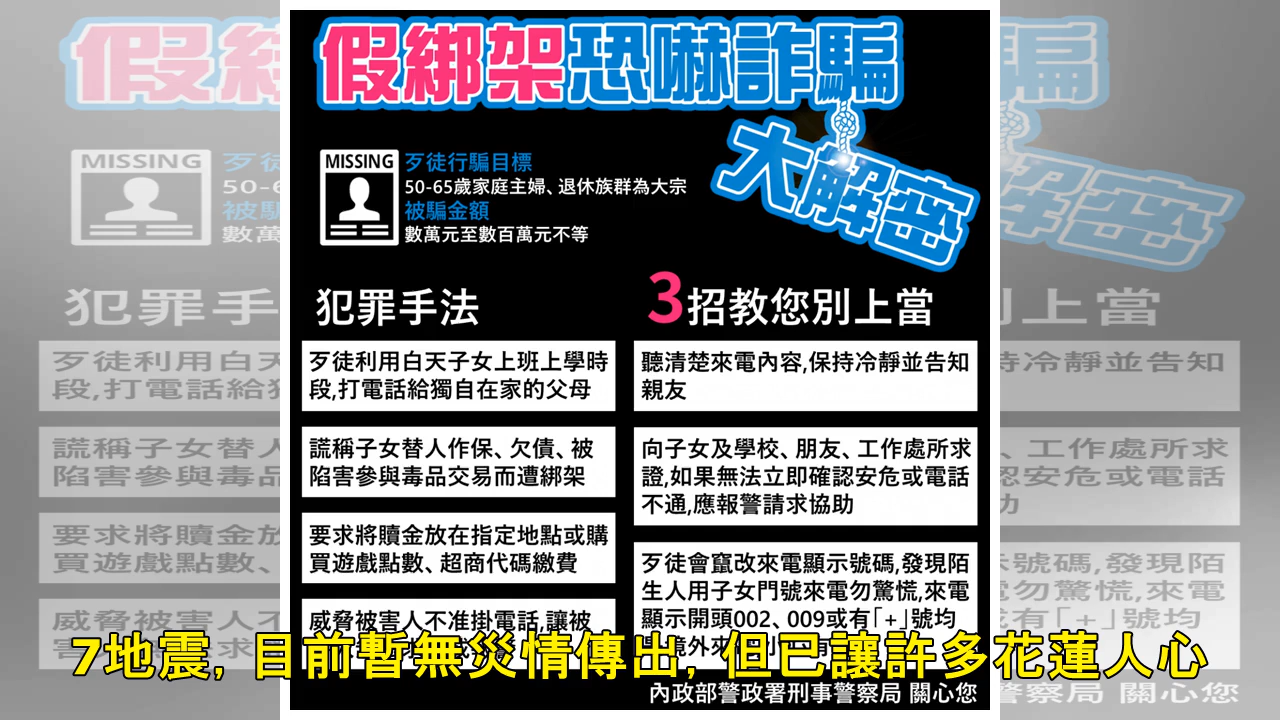 假綁架恐嚇詐騙
大解密
MISSING
歹徒行騙目標
50-65歲家庭主婦、退休族群為大宗
被騙金額
數萬元至數百萬元不等
犯罪手法
歹徒利用白天子女上班上學時
段,打電話給獨自在家的父母
謊稱子女替人作保、欠債、被
陷害參與毒品交易而遭綁架
要求將贖金放在指定地點或購
買遊戲點數、超商代碼繳費
威脅被害人不准掛電話,讓被
3招教您別上當
聽清楚來電內容,保持冷靜並告知
親友
向子女及學校、朋友、工作處所求
證,如果無法立即確認安危或電話
不通,應報警請求協助
歹徒會竄改來電顯示號碼,發現陌
生人用子女門號來電勿驚慌,來電
顯示開頭002、009或有「+」號均
內政部警政署刑事警察局 關心您
7地震, 目前暫無災情傳出, 但已讓許多花蓮人心